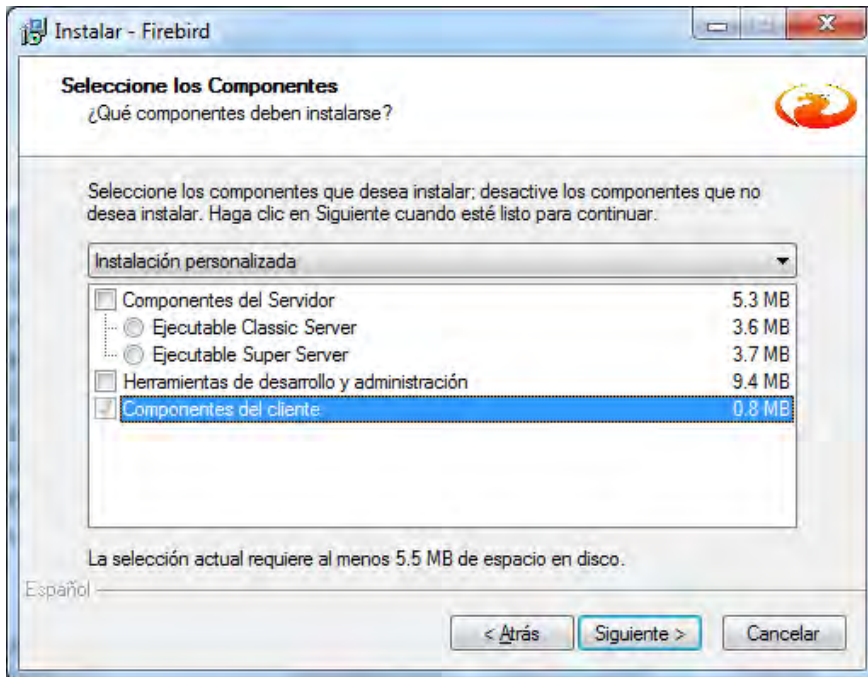 Instalar - Firebird
Seleccione los Componentes
¿Qué componentes deben instalarse?
Seleccione los componentes que desea instalar; desactive los componentes que no
desea instalar. Haga clic en Siguiente cuando esté listo para continuar.
Instalación personalizada
Componentes del Servidor 5.3 MB
Ejecutable Classic Server 3.6 MB
Ejecutable Super Server 3.7 MB
Herramientas de desarrollo y administración 9.4 MB
Componentes del cliente 0.8 MB
La selección actual requiere al menos 5.5 MB de espacio en disco.
Español
< Atrás Siguiente > Cancelar